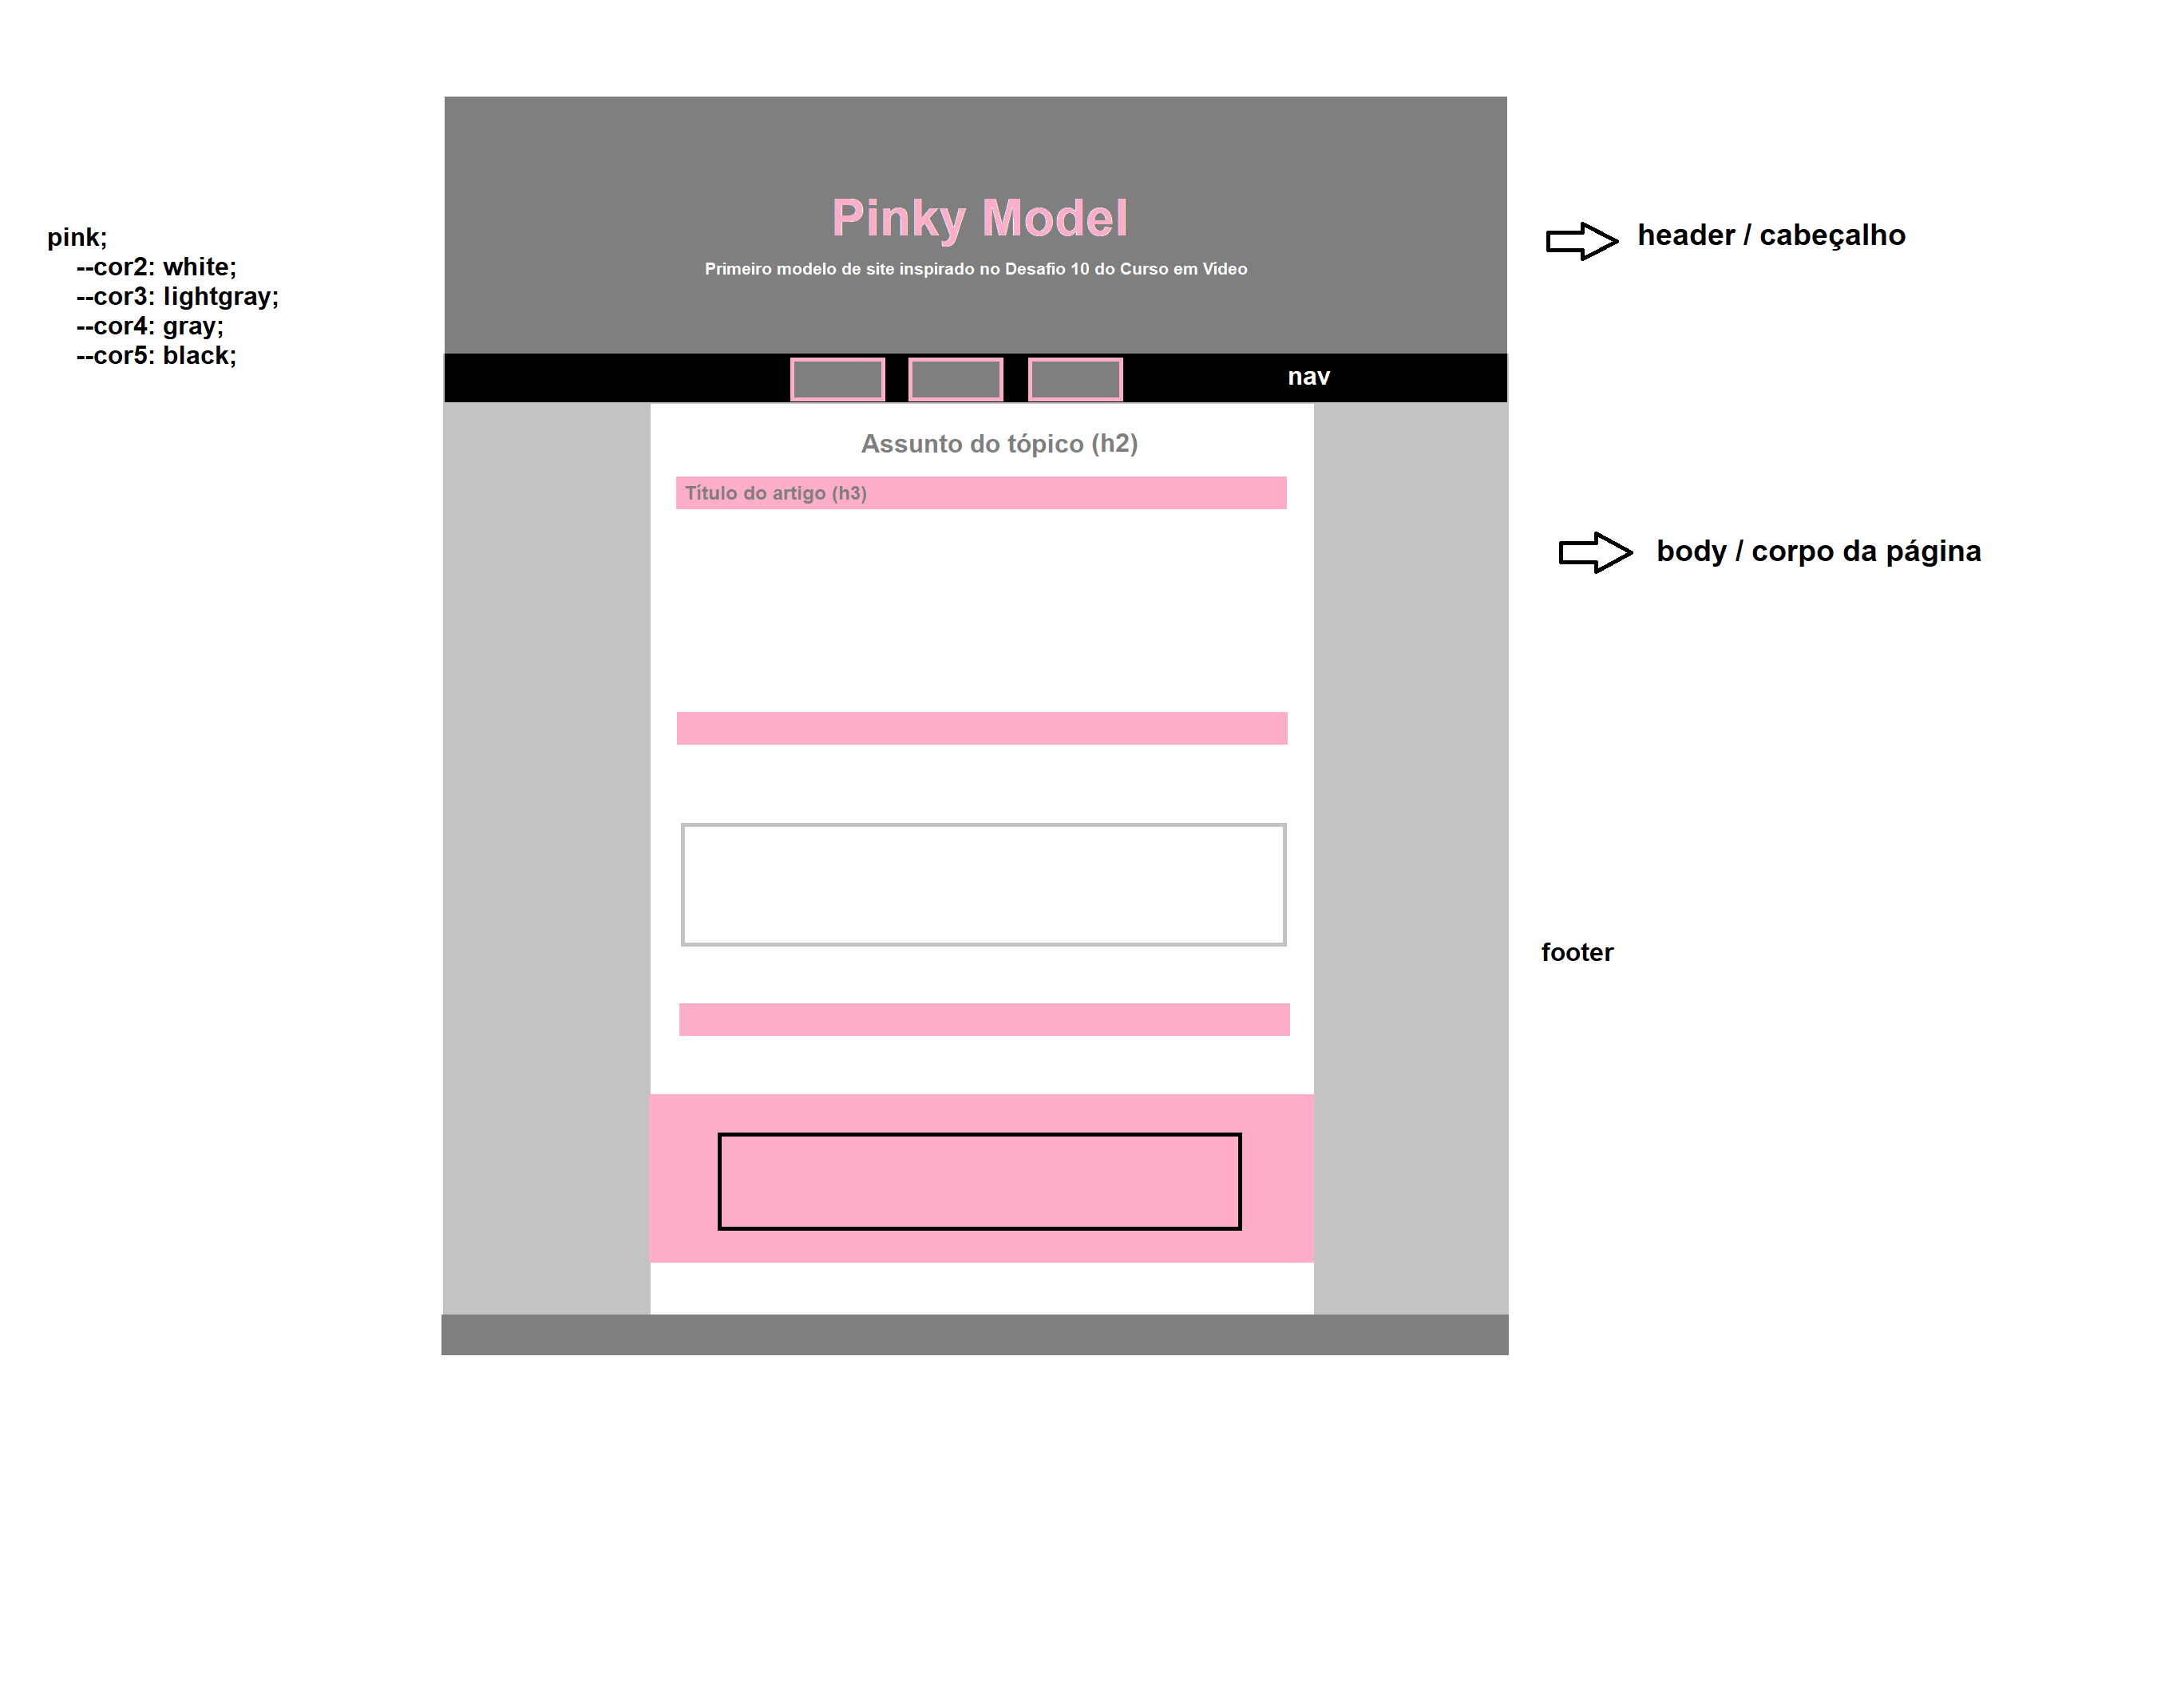 Pinky Model
Primeiro modelo de site inspirado no Desafio 10 do Curso em Vídeo
header / cabeçalho
pink;
--cor2: white;
--cor3: lightgray;
--cor4: gray;
--cor5: black;
nav
Assunto do tópico (h2)
Título do artigo (h3)
body / corpo da página
footer